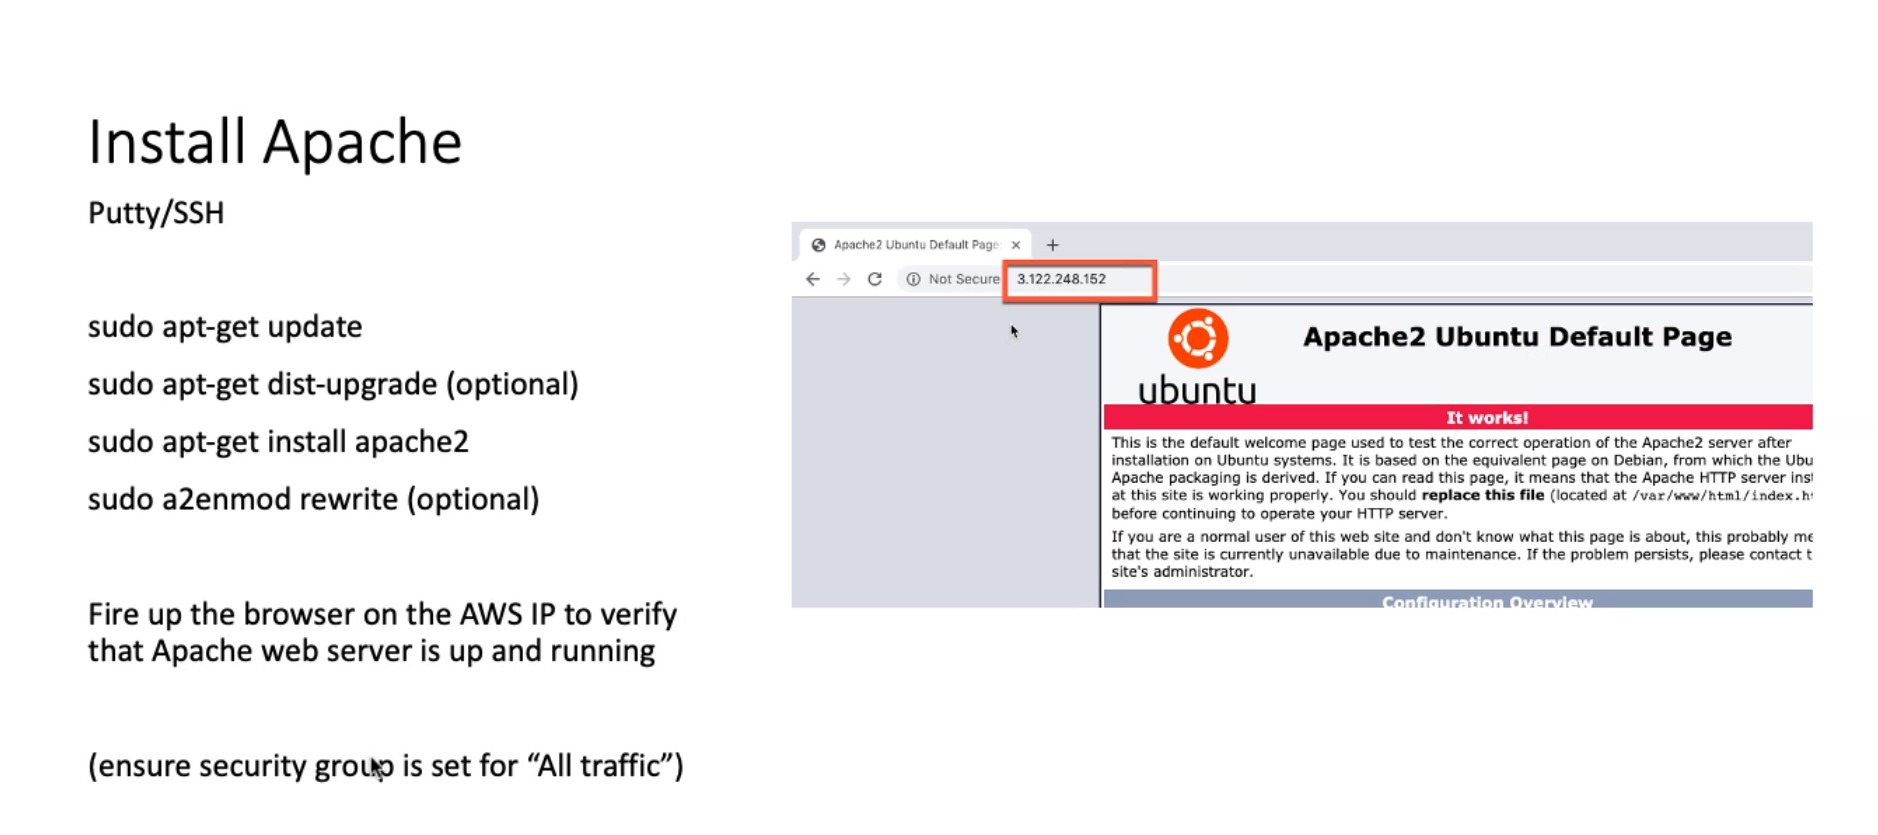 Install Apache
Putty/SSH
sudo apt-get update
sudo apt-get dist-upgrade (optional)
sudo apt-get install apache2
sudo a2enmod rewrite (optional)
Fire up the browser on the AWS IP to verify
that Apache web server is up and running
(ensure security group is set for “All traffic”)
Apache2 Ubuntu Default Page:
Not Secure 3.122.248.152
ubuntu
Apache2 Ubuntu Default Page
It works!
This is the default welcome page used to test the correct operation of the Apache2 server after
installation on Ubuntu systems. It is based on the equivalent page on Debian, from which the Ubu
Apache packaging is derived. If you can read this page, it means that the Apache HTTP server inst
at this site is working properly. You should replace this file (located at /var/www/html/index.ht
before continuing to operate your HTTP server.
If you are a normal user of this web site and don't know what this page is about, this probably me
that the site is currently unavailable due to maintenance. If the problem persists, please contact t
site's administrator.
Configuration Overview